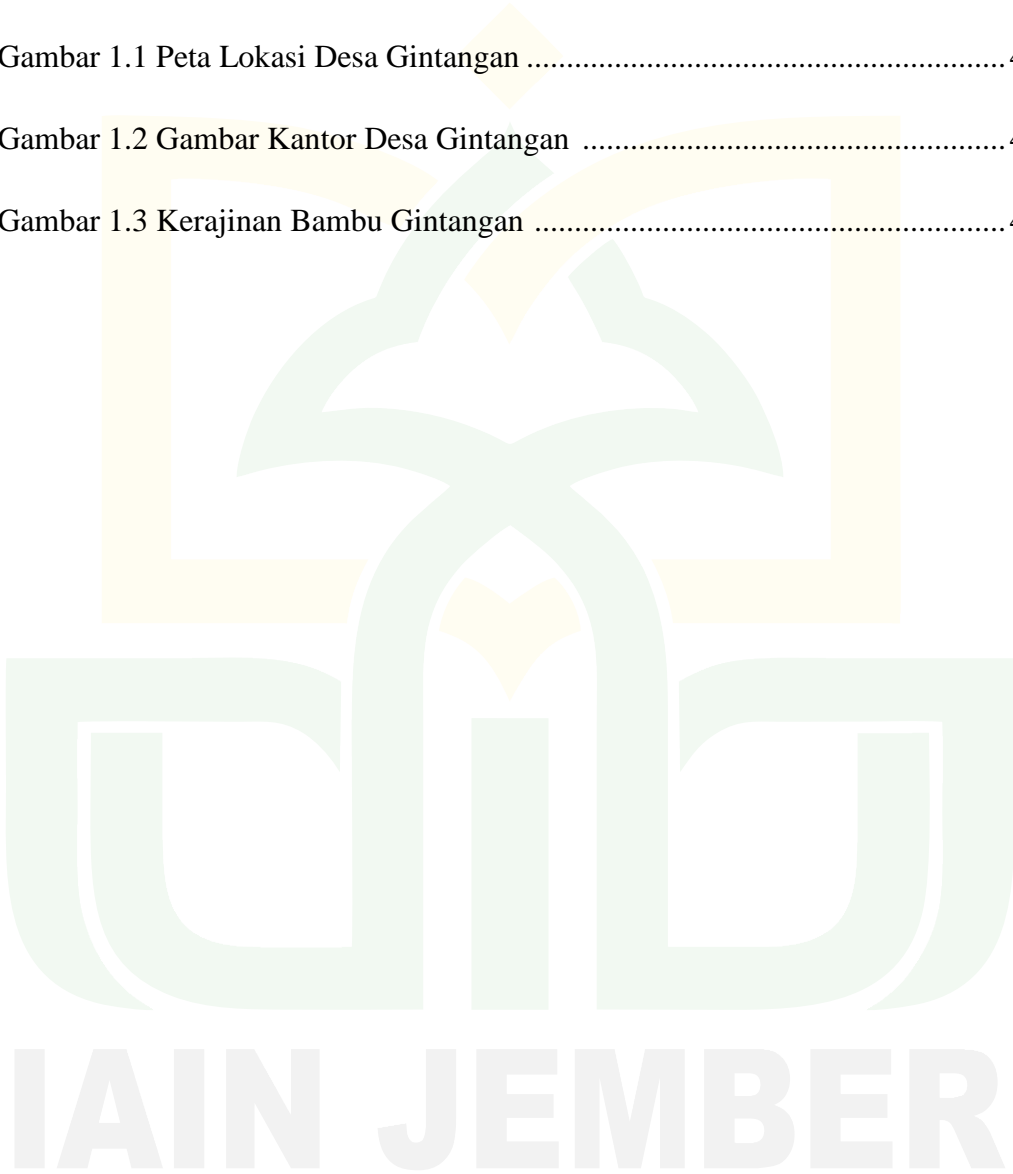 Gambar 1.1 Peta Lokasi Desa Gintangan ............................................................
Gambar 1.2 Gambar Kantor Desa Gintangan .....................................................
Gambar 1.3 Kerajinan Bambu Gintangan ...........................................................
IAIN JEMBER